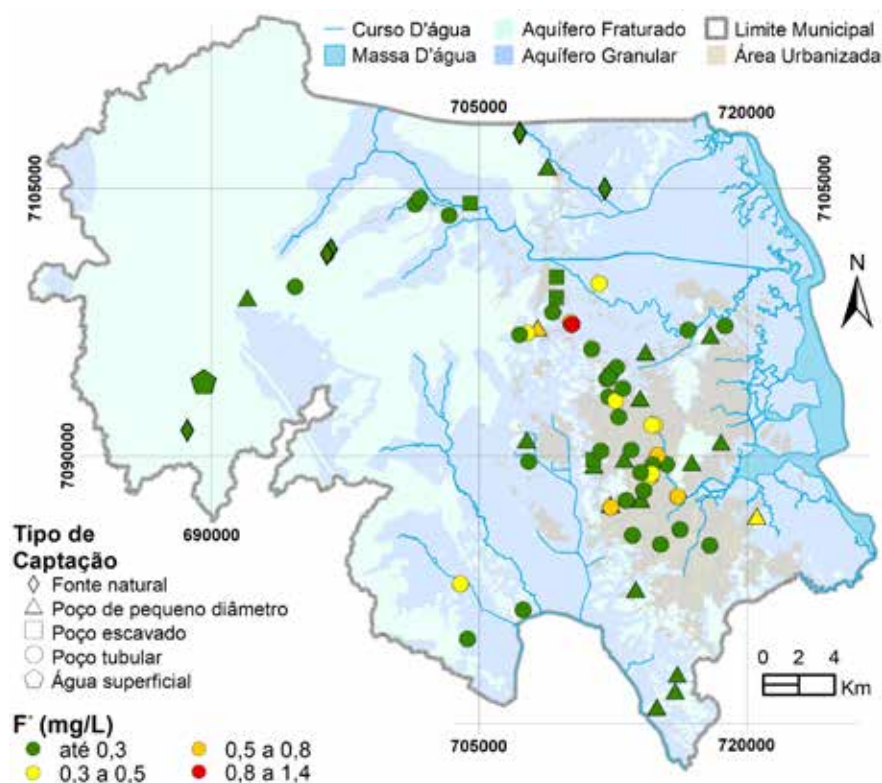 Curso D'água
Aquífero Fraturado
Limite Municipal
Massa D'água
Aquífero Granular
Área Urbanizada
705000
720000
7105000
7105000
N
7090000
7090000
690000
Tipo de
Captação
Fonte natural
Poço de pequeno diâmetro
Poço escavado
Poço tubular
Água superficial
0 2 4
Km
F- (mg/L)
até 0,3
0,5 a 0,8
0,3 a 0,5
0,8 a 1,4
705000
720000